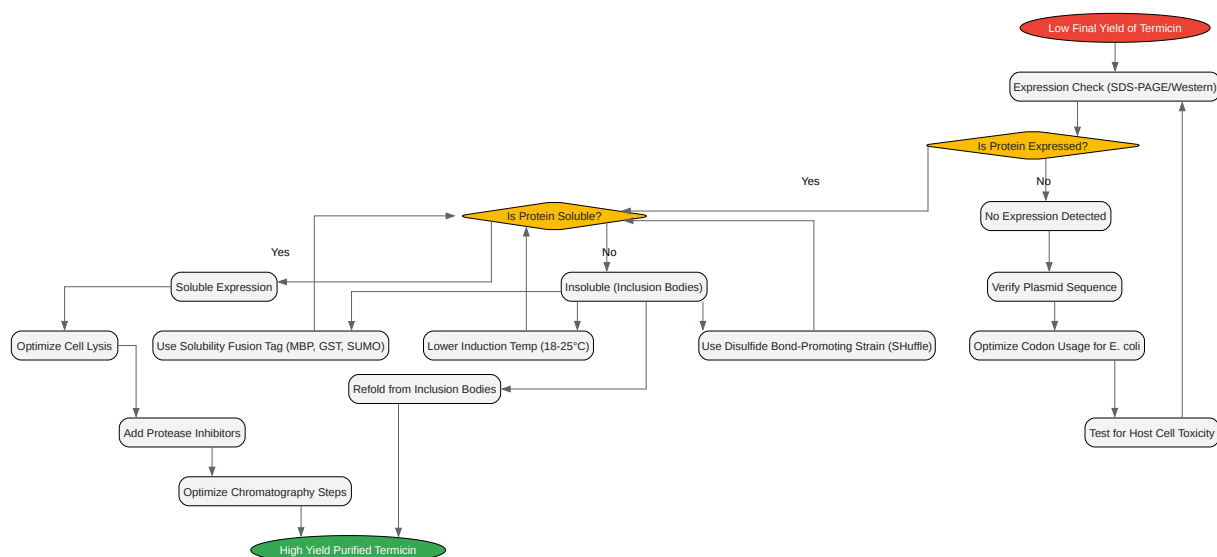 Low Final Yield of Termicin
Expression Check (SDS-PAGE/Western)
Is Protein Expressed?
Yes
No
Is Protein Soluble?
No Expression Detected
Yes
No
Soluble Expression
Insoluble (Inclusion Bodies)
Verify Plasmid Sequence
Optimize Cell Lysis
Use Solubility Fusion Tag (MBP, GST, SUMO)
Lower Induction Temp (18-25°C)
Use Disulfide Bond-Promoting Strain (SHuffle)
Optimize Codon Usage for E. coli
Refold from Inclusion Bodies
Add Protease Inhibitors
Test for Host Cell Toxicity
Optimize Chromatography Steps
High Yield Purified Termicin